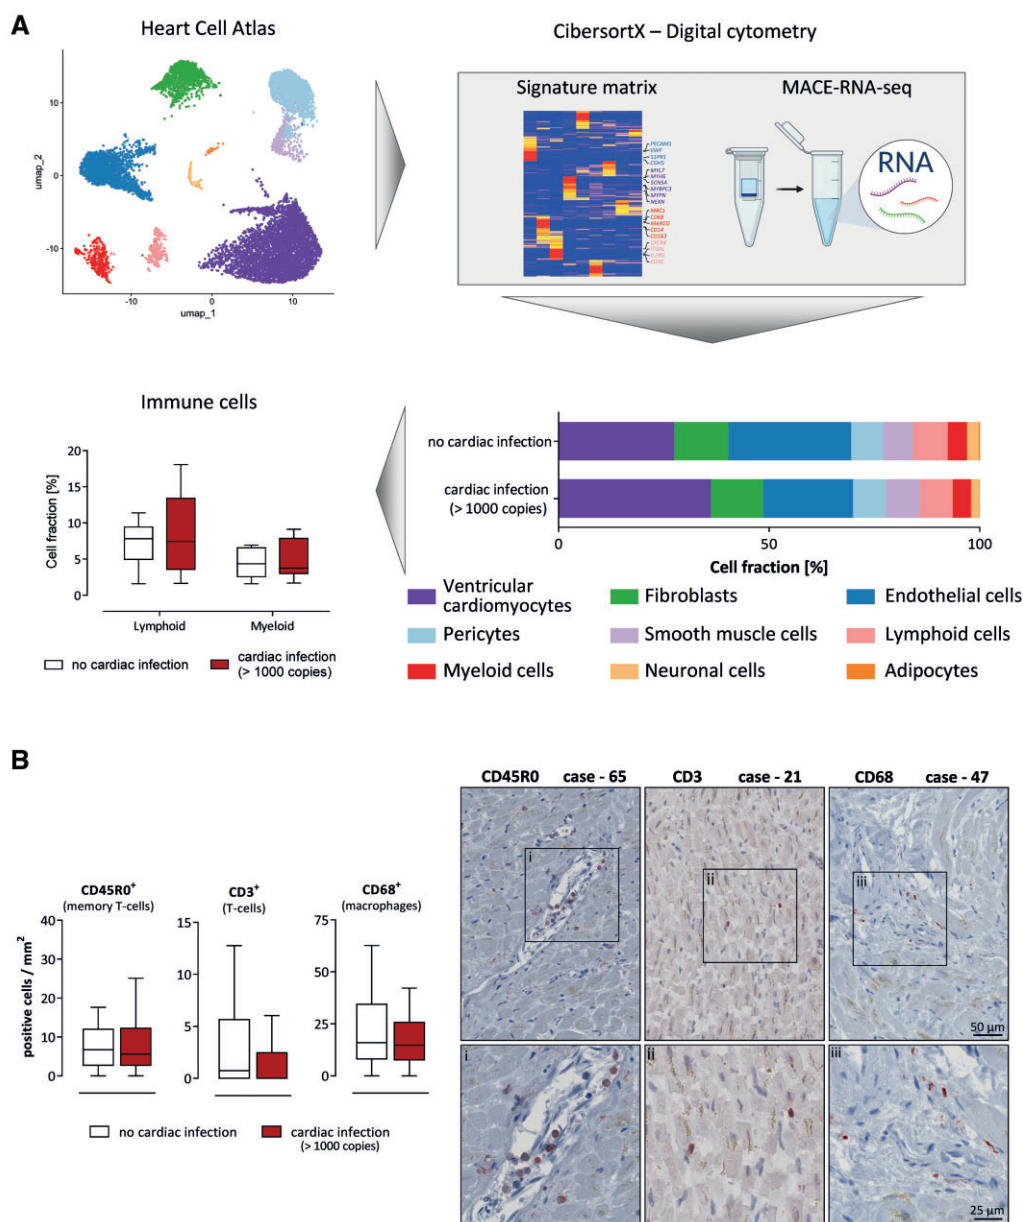 A
Heart Cell Atlas
CibersortX – Digital cytometry
umap_2
10
0
-10
-10
0
10
umap_1
Signature matrix
MACE-RNA-seq
PECAM1
VWF
S1PR1
CDH5
MYL7
MYH6
SCN5A
MYBPC3
MYPN
NEXN
MRC1
CD68
MARCO
CD14
CD163
CXCR4
ITGAL
IL2RG
RNA
Immune cells
Cell fraction [%]
20
15
10
5
0
Lymphoid
Myeloid
no cardiac infection
cardiac infection
(> 1000 copies)
no cardiac infection
cardiac infection
(> 1000 copies)
0
50
100
Cell fraction [%]
Ventricular
cardiomyocytes
Fibroblasts
Endothelial cells
Pericytes
Smooth muscle cells
Lymphoid cells
Myeloid cells
Neuronal cells
Adipocytes
B
CD45R0+
(memory T-cells)
CD3+
(T-cells)
CD68+
(macrophages)
positive cells / mm2
40
30
20
10
0
15
10
5
0
75
50
25
0
no cardiac infection
cardiac infection
(> 1000 copies)
CD45R0 case - 65
CD3 case - 21
CD68 case - 47
i
ii
iii
50 µm
i
ii
iii
25 µm